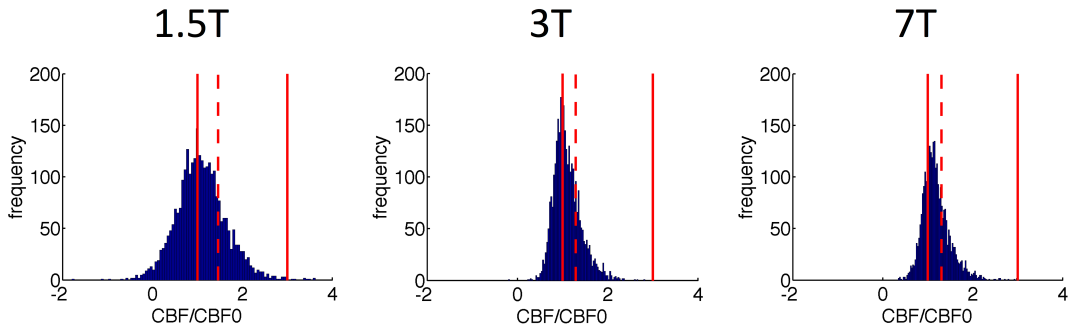 1.5T 3T 7T
200 200 200
150 150 150
100 100 100
50 50 50
0 0 0
-2 0 2 4 -2 0 2 4 -2 0 2 4
frequency frequency frequency
CBF/CBF0 CBF/CBF0 CBF/CBF0